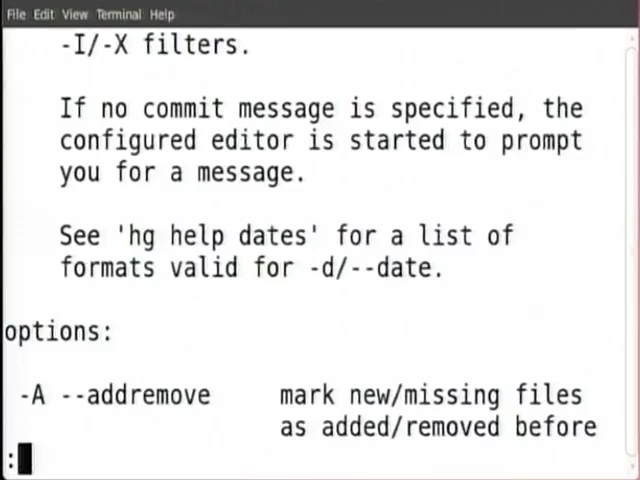 File Edit View Terminal Help
-I/-X filters.
If no commit message is specified, the
configured editor is started to prompt
you for a message.
See 'hg help dates' for a list of
formats valid for -d/--date.
options:
-A --addremove mark new/missing files
as added/removed before
: